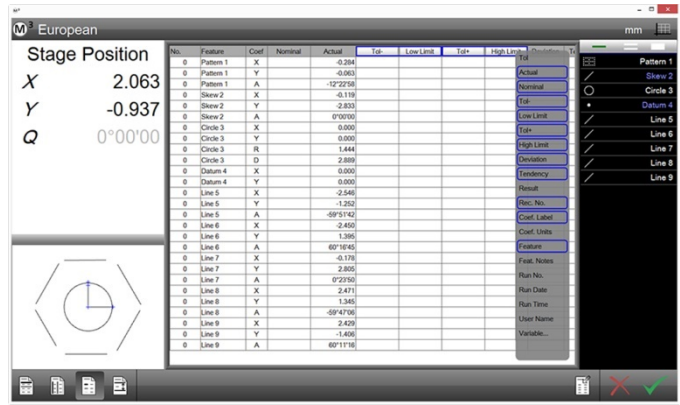 M³ European
mm
Stage Position
X 2.063
Y -0.937
Q 0°00'00
No. Feature Coef Nominal Actual Tol- Low Limit Tol+ High Limit
0 Pattern 1 X -0.284
0 Pattern 1 Y -0.063
0 Pattern 1 A -12°22'58
0 Skew 2 X -0.119
0 Skew 2 Y -2.833
0 Skew 2 A 0°00'00
0 Circle 3 X 0.000
0 Circle 3 Y 0.000
0 Circle 3 R 1.444
0 Circle 3 D 2.889
0 Datum 4 X 0.000
0 Datum 4 Y 0.000
0 Line 5 X -2.546
0 Line 5 Y -1.252
0 Line 5 A -59°51'42
0 Line 6 X -2.450
0 Line 6 Y 1.395
0 Line 6 A 60°16'45
0 Line 7 X -0.178
0 Line 7 Y 2.805
0 Line 7 A 0°23'50
0 Line 8 X 2.471
0 Line 8 Y 1.345
0 Line 8 A -59°47'06
0 Line 9 X 2.429
0 Line 9 Y -1.406
0 Line 9 A 60°11'16
Tol
Actual
Nominal
Tol-
Low Limit
Tol+
High Limit
Deviation
Tendency
Result
Rec. No.
Coef. Label
Coef. Units
Feature
Feat. Notes
Run No.
Run Date
Run Time
User Name
Variable...
Pattern 1
Skew 2
Circle 3
Datum 4
Line 5
Line 6
Line 7
Line 8
Line 9